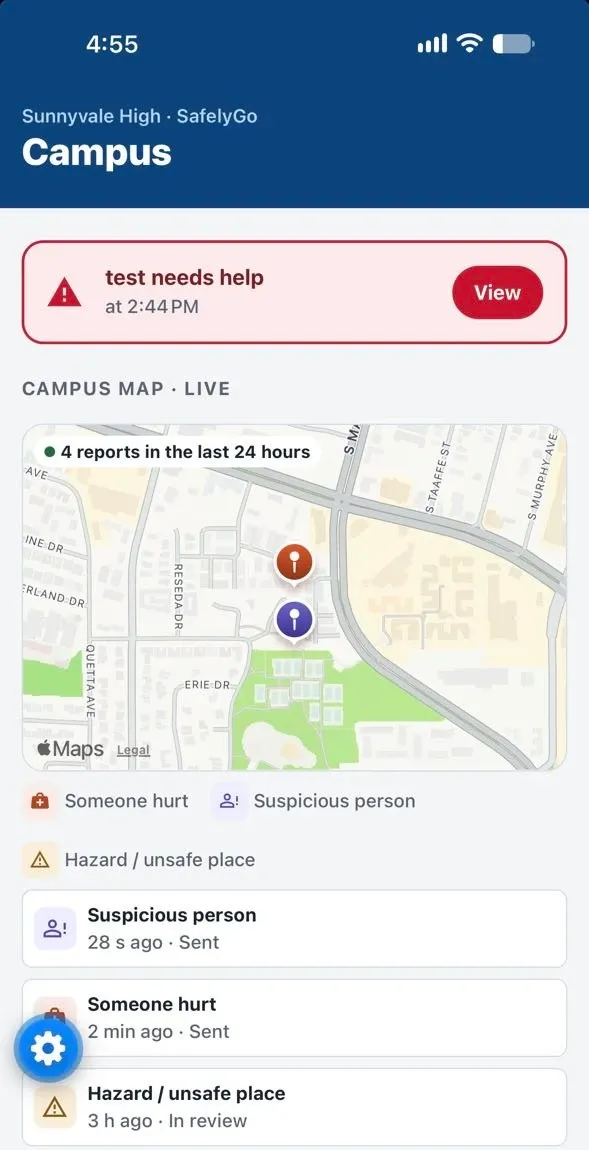 4:55
Sunnyvale High · SafelyGo
Campus
test needs help
at 2:44 PM
View
CAMPUS MAP · LIVE
4 reports in the last 24 hours
S MA
S TAAFFE ST
S MURPHY AVE
AVE
INE DR
ERLAND DR
RESEDA DR
QUETTA AVE
ERIE DR
Maps
Legal
Someone hurt
Suspicious person
Hazard / unsafe place
Suspicious person
28 s ago · Sent
Someone hurt
2 min ago · Sent
Hazard / unsafe place
3 h ago · In review